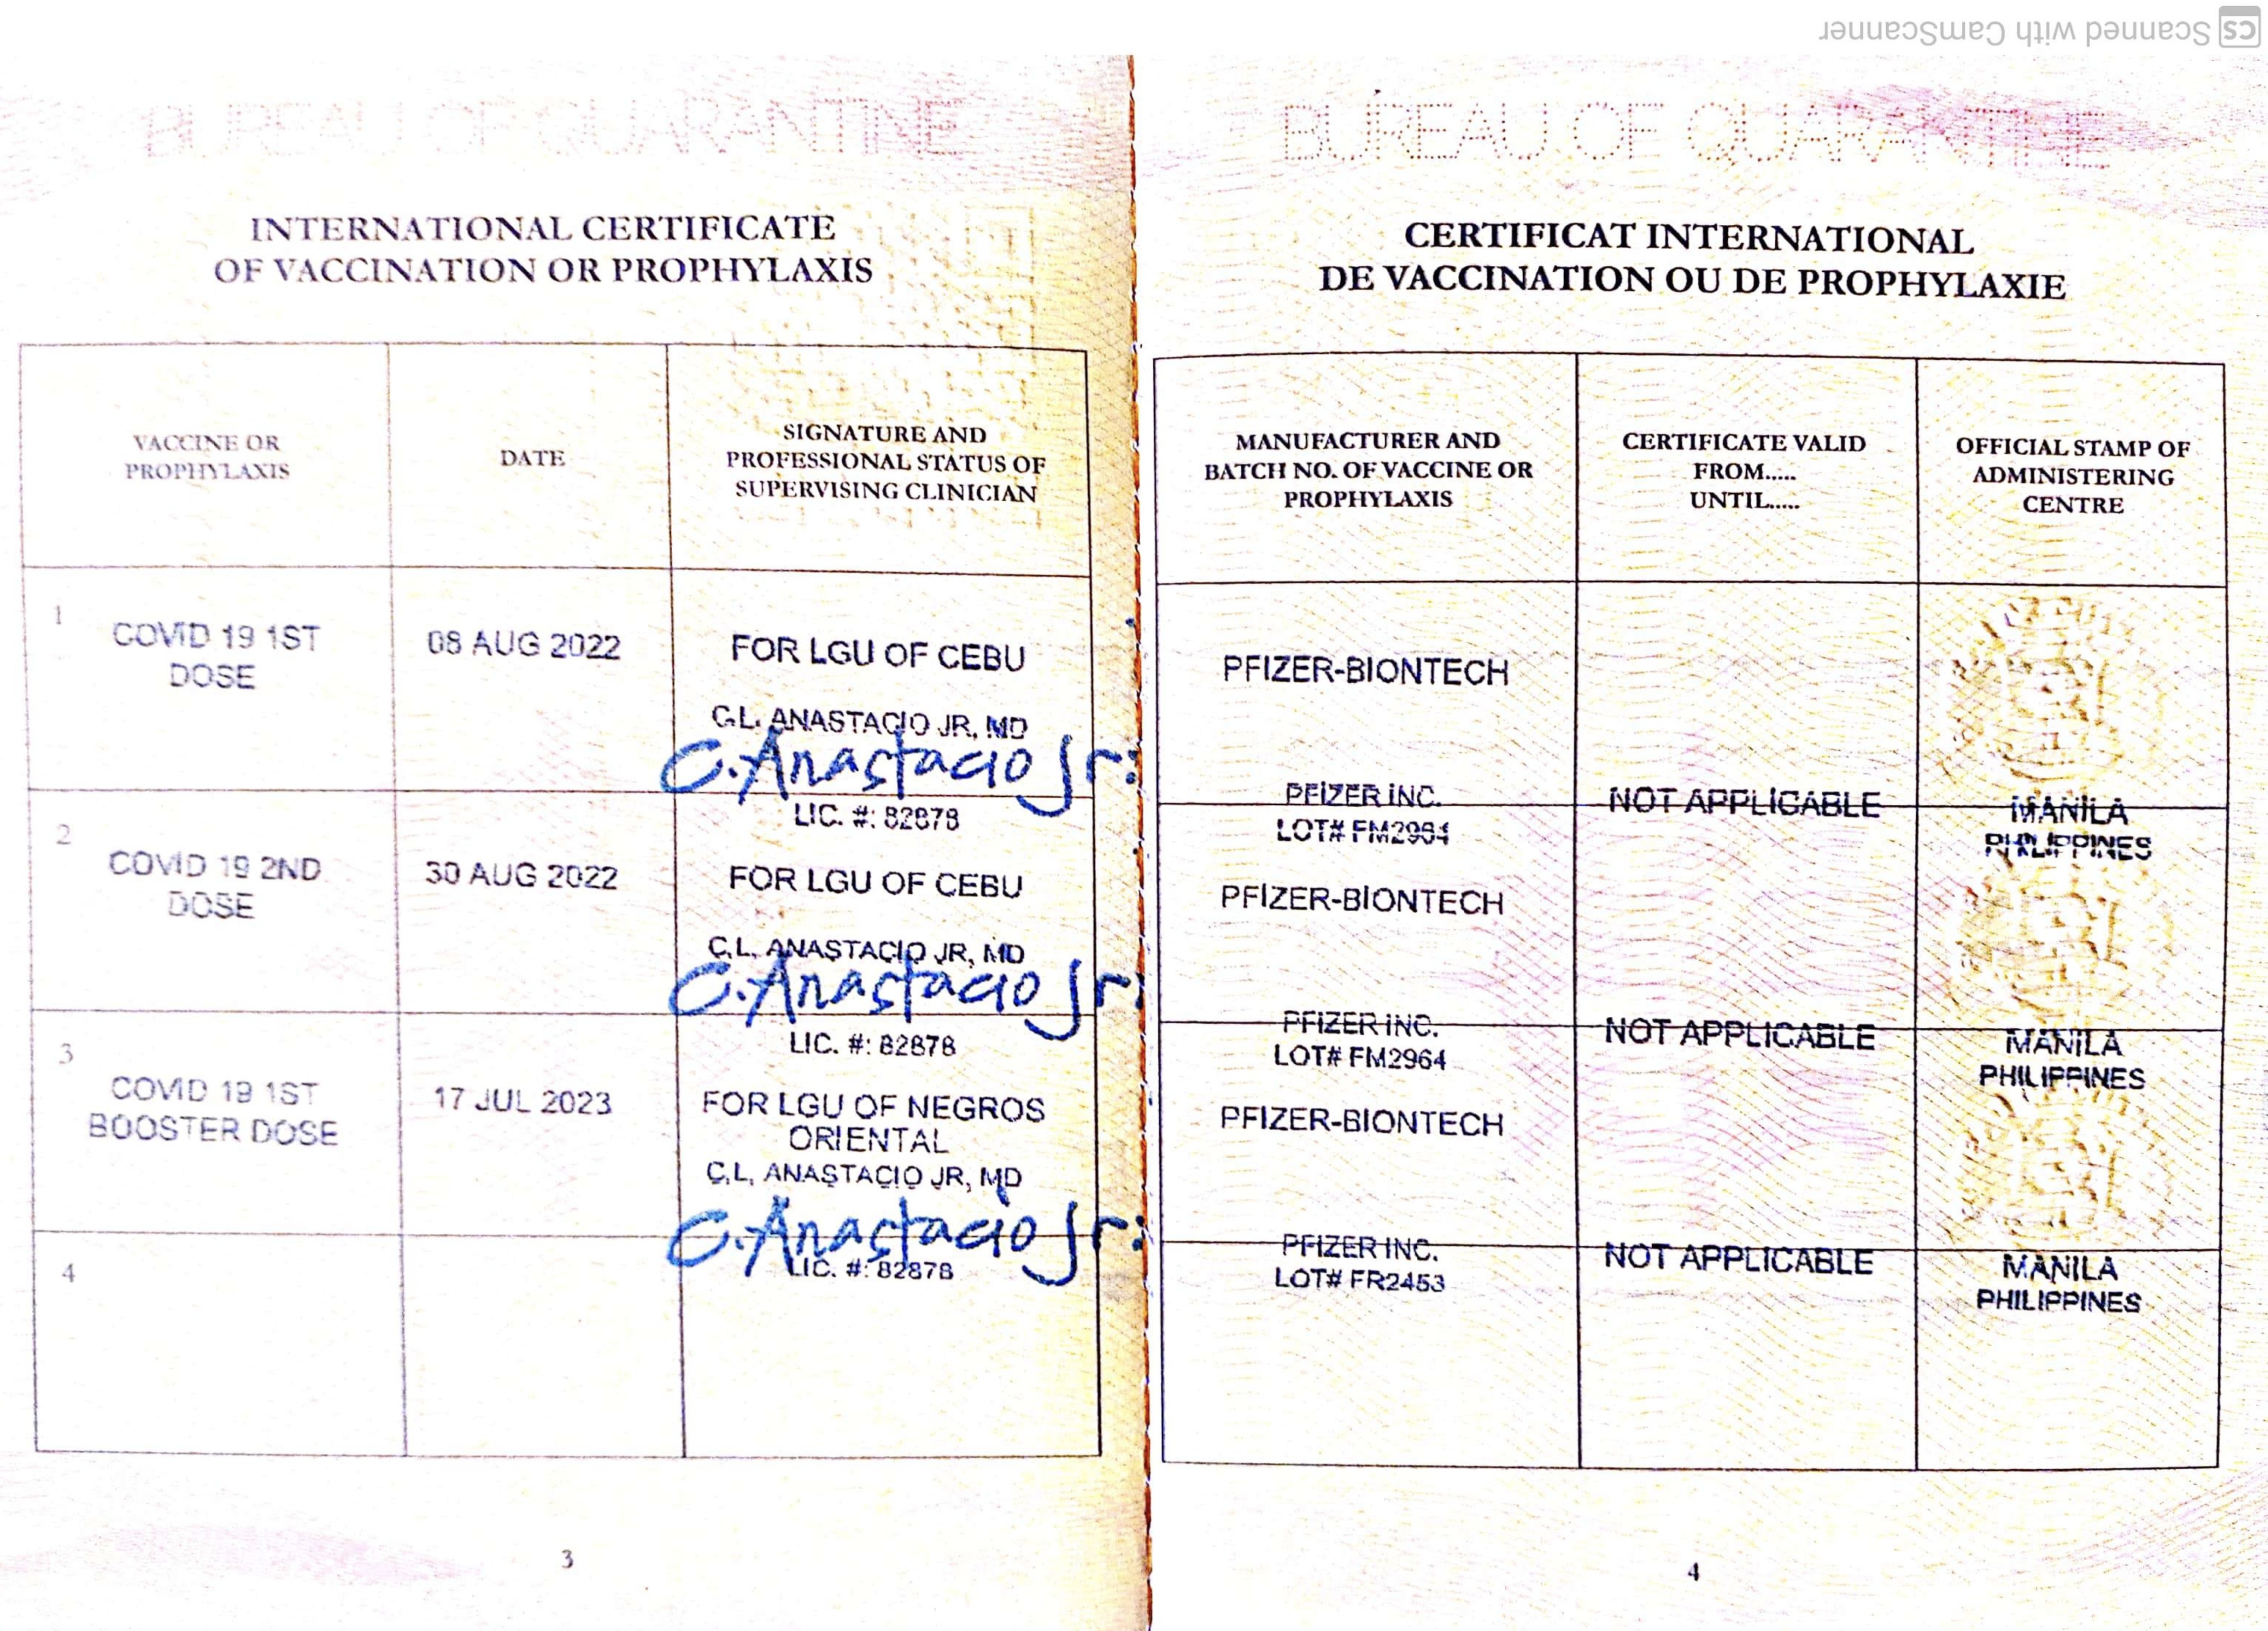 Scanned with CamScanner
BUREAU OF QUARANTINE
INTERNATIONAL CERTIFICATE
OF VACCINATION OR PROPHYLAXIS
VACCINE OR
PROPHYLAXIS
DATE
SIGNATURE AND
PROFESSIONAL STATUS OF
SUPERVISING CLINICIAN
1
COVID 19 1ST
DOSE
08 AUG 2022
FOR LGU OF CEBU
C.L. ANASTACIO JR, MD
C. Anastacio Jr.
LIC. #: 82878
2
COVID 19 2ND
DOSE
30 AUG 2022
FOR LGU OF CEBU
C.L. ANASTACIO JR, MD
C. Anastacio Jr.
LIC. #: 82878
3
COVID 19 1ST
BOOSTER DOSE
17 JUL 2023
FOR LGU OF NEGROS
ORIENTAL
C.L. ANASTACIO JR, MD
C. Anastacio Jr.
LIC. #: 82878
4
3
BUREAU OF QUARANTINE
CERTIFICAT INTERNATIONAL
DE VACCINATION OU DE PROPHYLAXIE
MANUFACTURER AND
BATCH NO. OF VACCINE OR
PROPHYLAXIS
CERTIFICATE VALID
FROM.....
UNTIL.....
OFFICIAL STAMP OF
ADMINISTERING
CENTRE
PFIZER-BIONTECH
PFIZER INC.
LOT# FM2964
NOT APPLICABLE
MANILA
PHILIPPINES
PFIZER-BIONTECH
PFIZER INC.
LOT# FM2964
NOT APPLICABLE
MANILA
PHILIPPINES
PFIZER-BIONTECH
PFIZER INC.
LOT# FR2453
NOT APPLICABLE
MANILA
PHILIPPINES
4